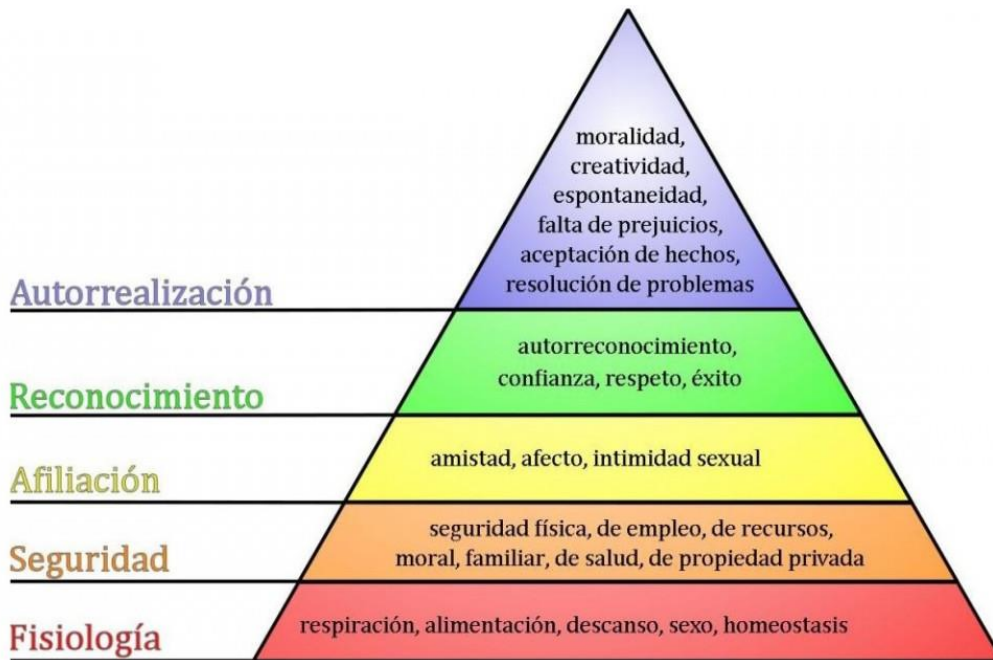 moralidad,
creatividad,
espontaneidad,
falta de prejuicios,
aceptación de hechos,
resolución de problemas
Autorrealización
autorreconocimiento,
confianza, respeto, éxito
Reconocimiento
amistad, afecto, intimidad sexual
Afiliación
seguridad física, de empleo, de recursos,
moral, familiar, de salud, de propiedad privada
Seguridad
respiración, alimentación, descanso, sexo, homeostasis
Fisiología